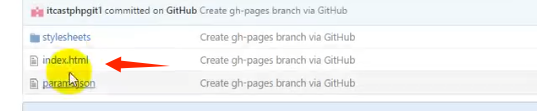 itcastphpgit1 committed on GitHub Create gh-pages branch via GitHub
stylesheets Create gh-pages branch via GitHub
index.html Create gh-pages branch via GitHub
params.json Create gh-pages branch via GitHub